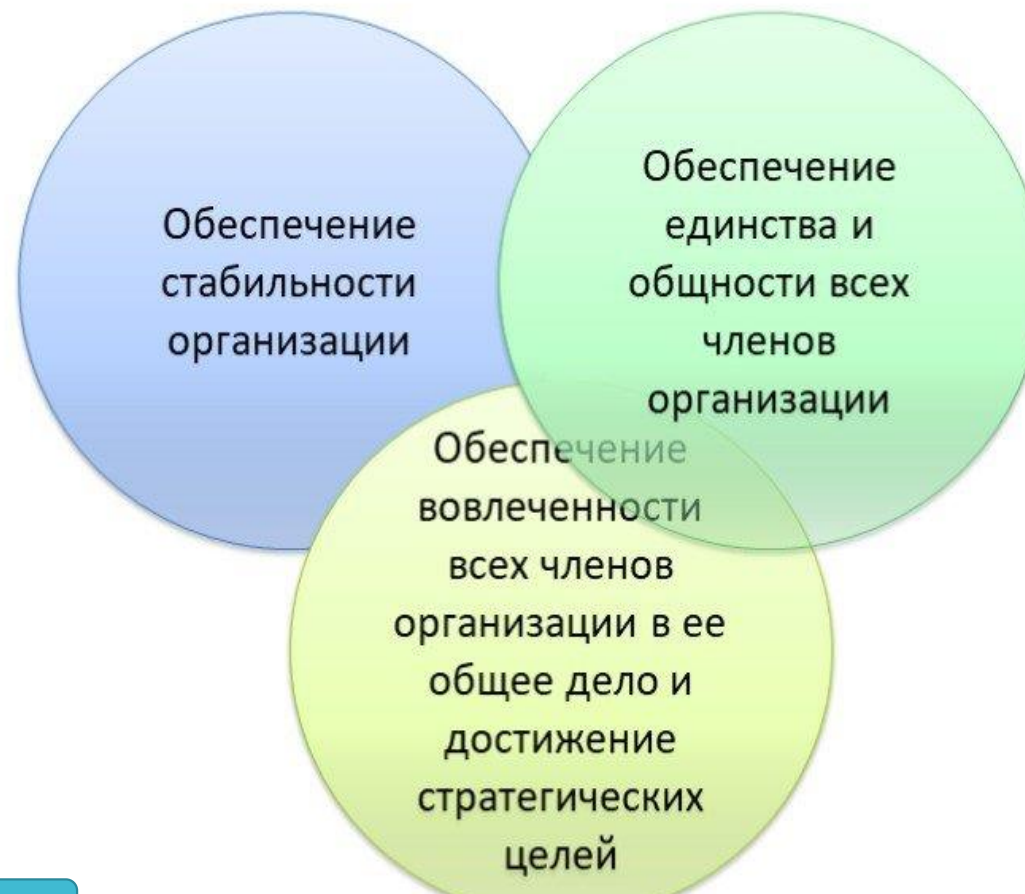 Обеспечение
стабильности
организации
Обеспечение
единства и
общности всех
членов
организации
Обеспечение
вовлеченности
всех членов
организации в ее
общее дело и
достижение
стратегических
целей